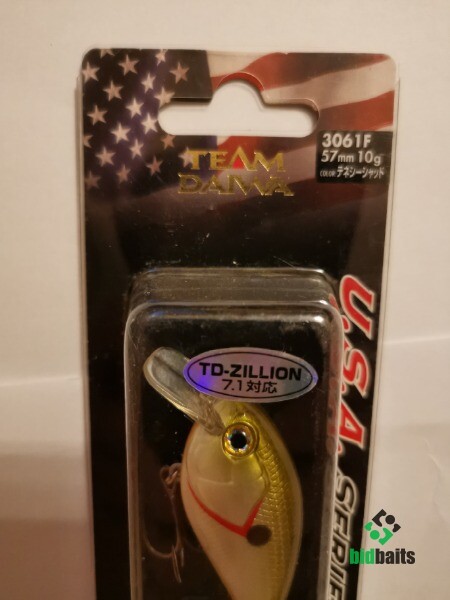 3061F
57mm 10g
COLOR テネシーシャッド
TEAM
DAIWA
TD-ZILLION
7.1対応
U.S.A. SERIE
bidbaits